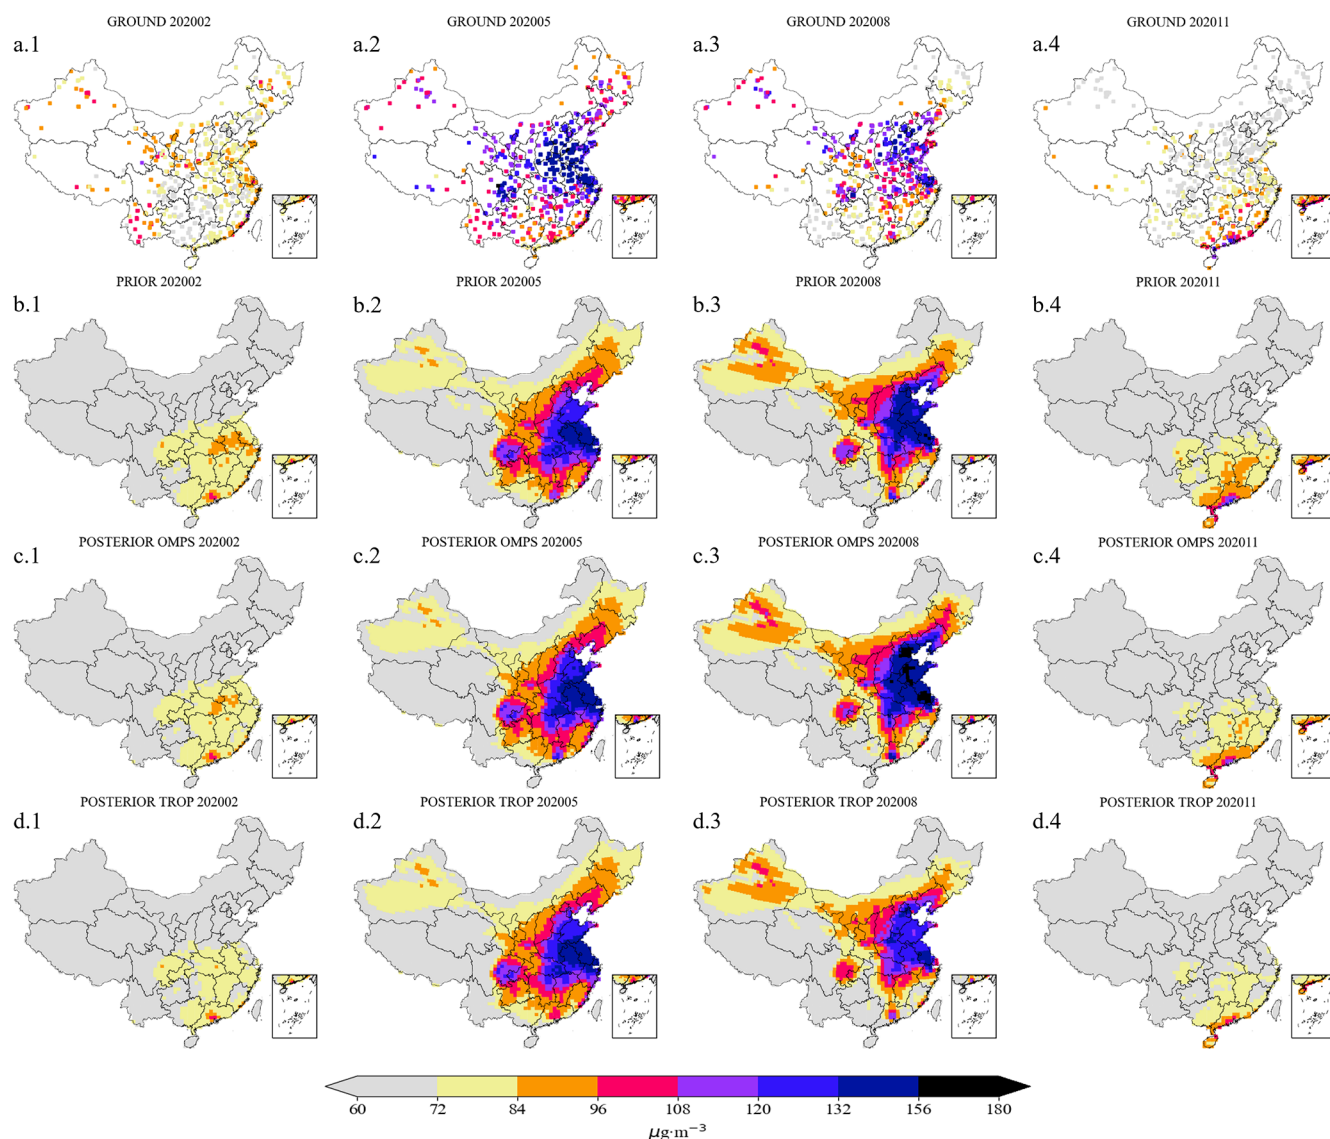 GROUND 202002 GROUND 202005 GROUND 202008 GROUND 202011
a.1 a.2 a.3 a.4
PRIOR 202002 PRIOR 202005 PRIOR 202008 PRIOR 202011
b.1 b.2 b.3 b.4
POSTERIOR OMPS 202002 POSTERIOR OMPS 202005 POSTERIOR OMPS 202008 POSTERIOR OMPS 202011
c.1 c.2 c.3 c.4
POSTERIOR TROP 202002 POSTERIOR TROP 202005 POSTERIOR TROP 202008 POSTERIOR TROP 202011
d.1 d.2 d.3 d.4
60 72 84 96 108 120 132 156 180
μg·m⁻³